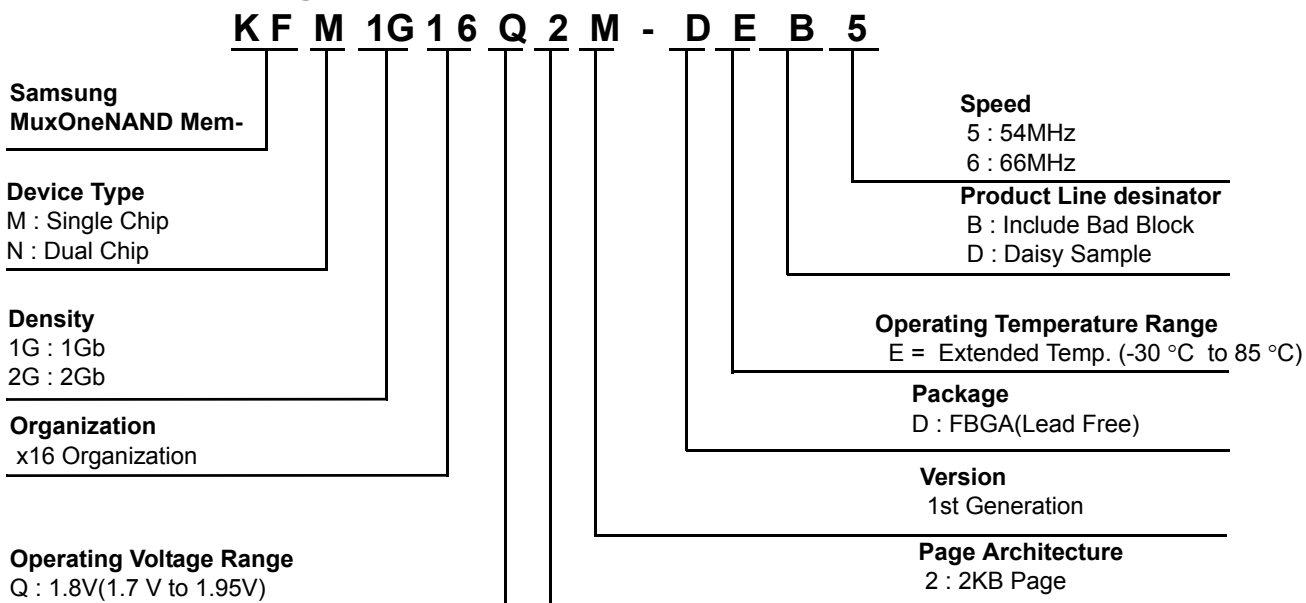 K F M 1G 1 6 Q 2 M - D E B 5
Samsung
MuxOneNAND Mem-
Device Type
M : Single Chip
N : Dual Chip
Density
1G : 1Gb
2G : 2Gb
Organization
x16 Organization
Operating Voltage Range
Q : 1.8V(1.7 V to 1.95V)
Speed
5 : 54MHz
6 : 66MHz
Product Line desinator
B : Include Bad Block
D : Daisy Sample
Operating Temperature Range
E = Extended Temp. (-30 °C to 85 °C)
Package
D : FBGA(Lead Free)
Version
1st Generation
Page Architecture
2 : 2KB Page